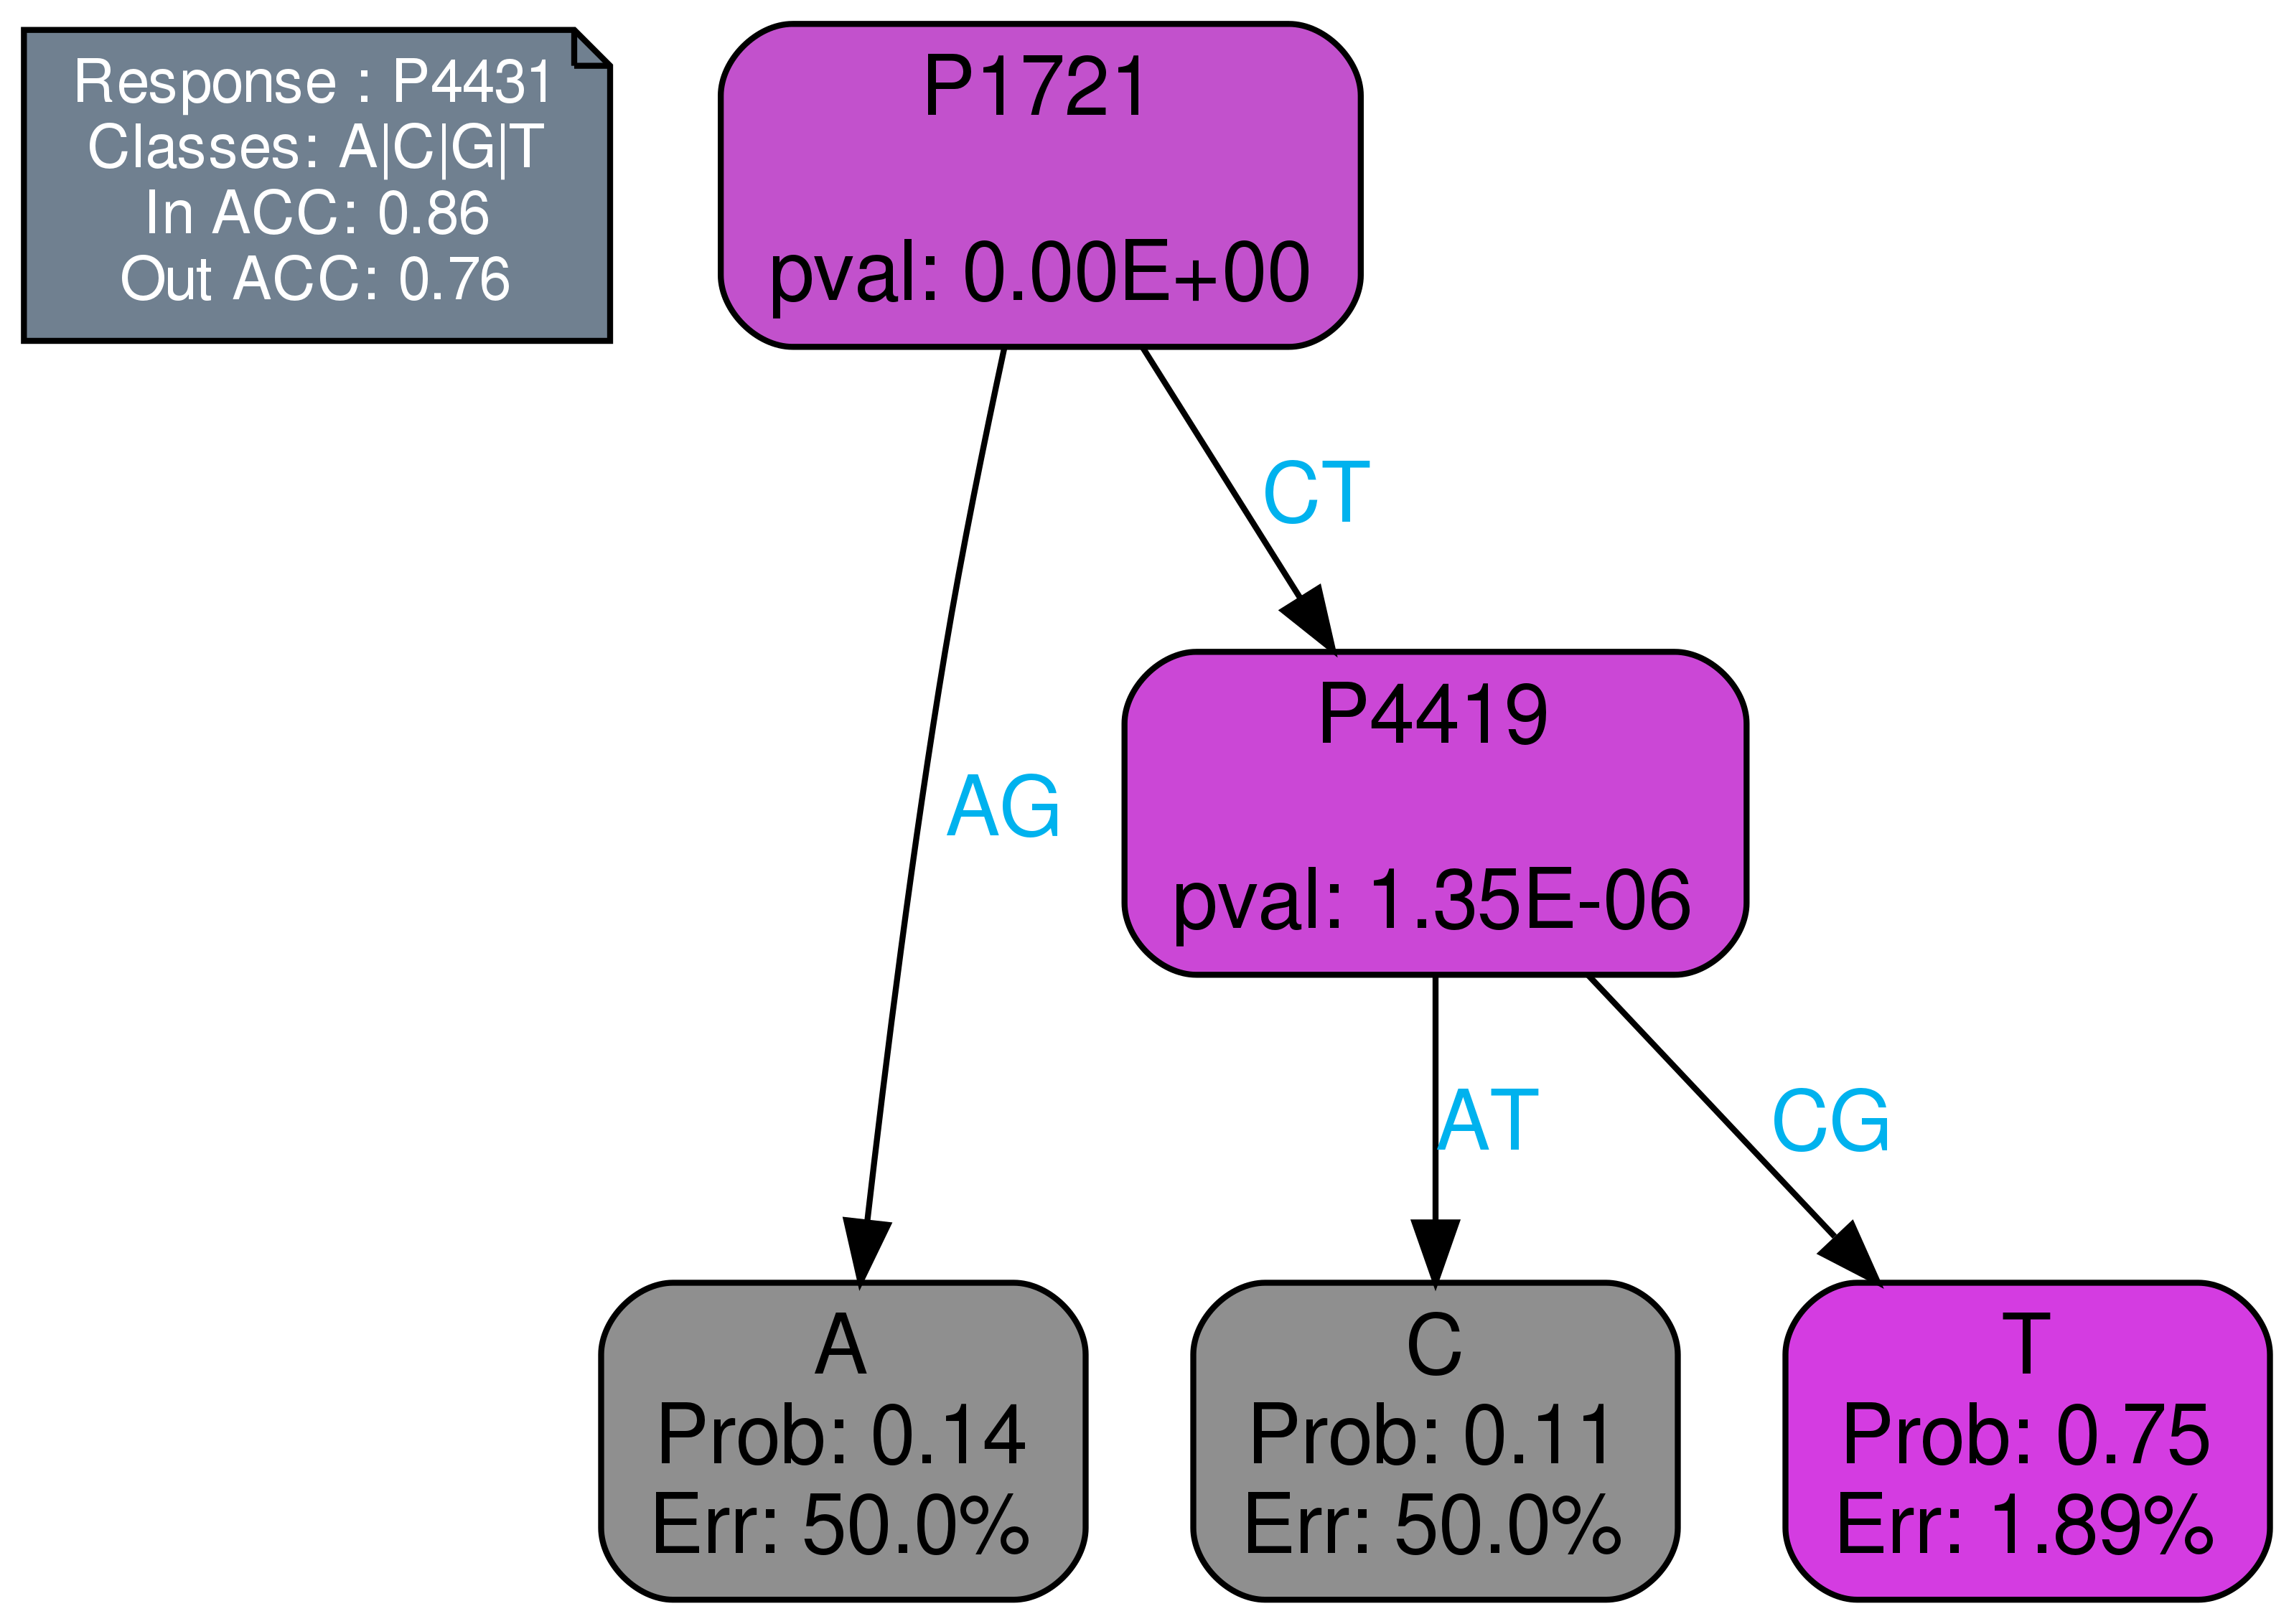 Response : P4431
Classes: A|C|G|T
In ACC: 0.86
Out ACC: 0.76
P1721
pval: 0.00E+00
CT
P4419
pval: 1.35E-06
AG
AT
CG
A
Prob: 0.14
Err: 50.0%
C
Prob: 0.11
Err: 50.0%
T
Prob: 0.75
Err: 1.89%